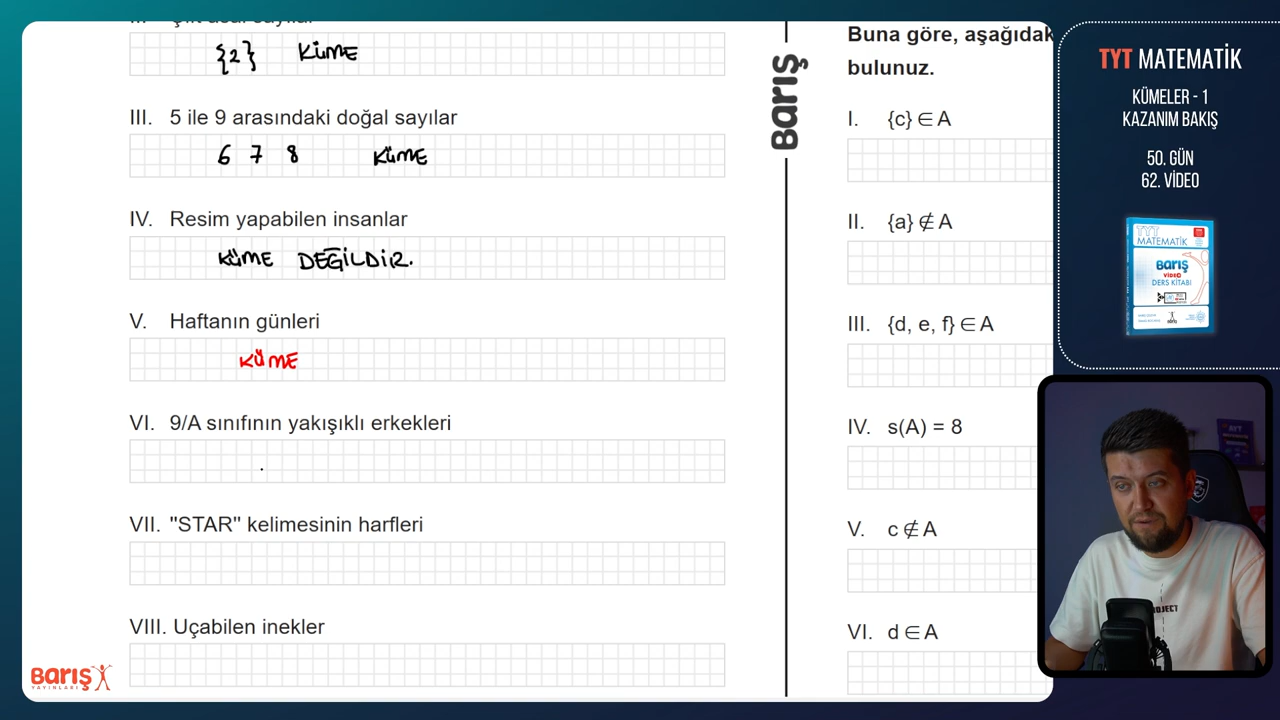 {2} KÜME
III. 5 ile 9 arasındaki doğal sayılar
6 7 8 KÜME
IV. Resim yapabilen insanlar
KÜME DEĞİLDİR.
V. Haftanın günleri
KÜME
VI. 9/A sınıfının yakışıklı erkekleri
VII. "STAR" kelimesinin harfleri
VIII. Uçabilen inekler
BARIŞ
YAYINLARI
Barış
Buna göre, aşağıdak
bulunuz.
I. {c} ∈ A
II. {a} ∉ A
III. {d, e, f} ∈ A
IV. s(A) = 8
V. c ∉ A
VI. d ∈ A
TYT MATEMATİK
KÜMELER - 1
KAZANIM BAKIŞ
50. GÜN
62. VİDEO
TYT
MATEMATİK
BARIŞ
VİDEO
DERS KİTABI